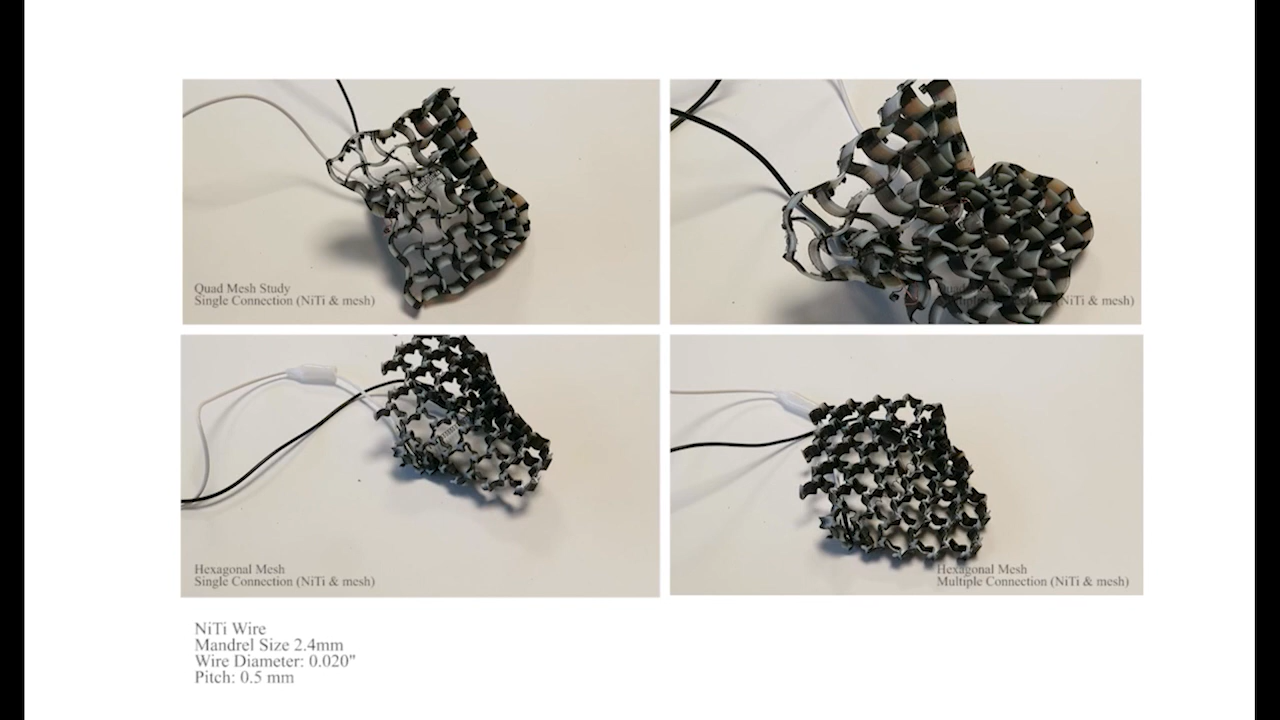 Quad Mesh Study
Single Connection (NiTi & mesh)
(NiTi & mesh)
Hexagonal Mesh
Single Connection (NiTi & mesh)
Hexagonal Mesh
Multiple Connection (NiTi & mesh)
NiTi Wire
Mandrel Size 2.4mm
Wire Diameter: 0.020"
Pitch: 0.5 mm